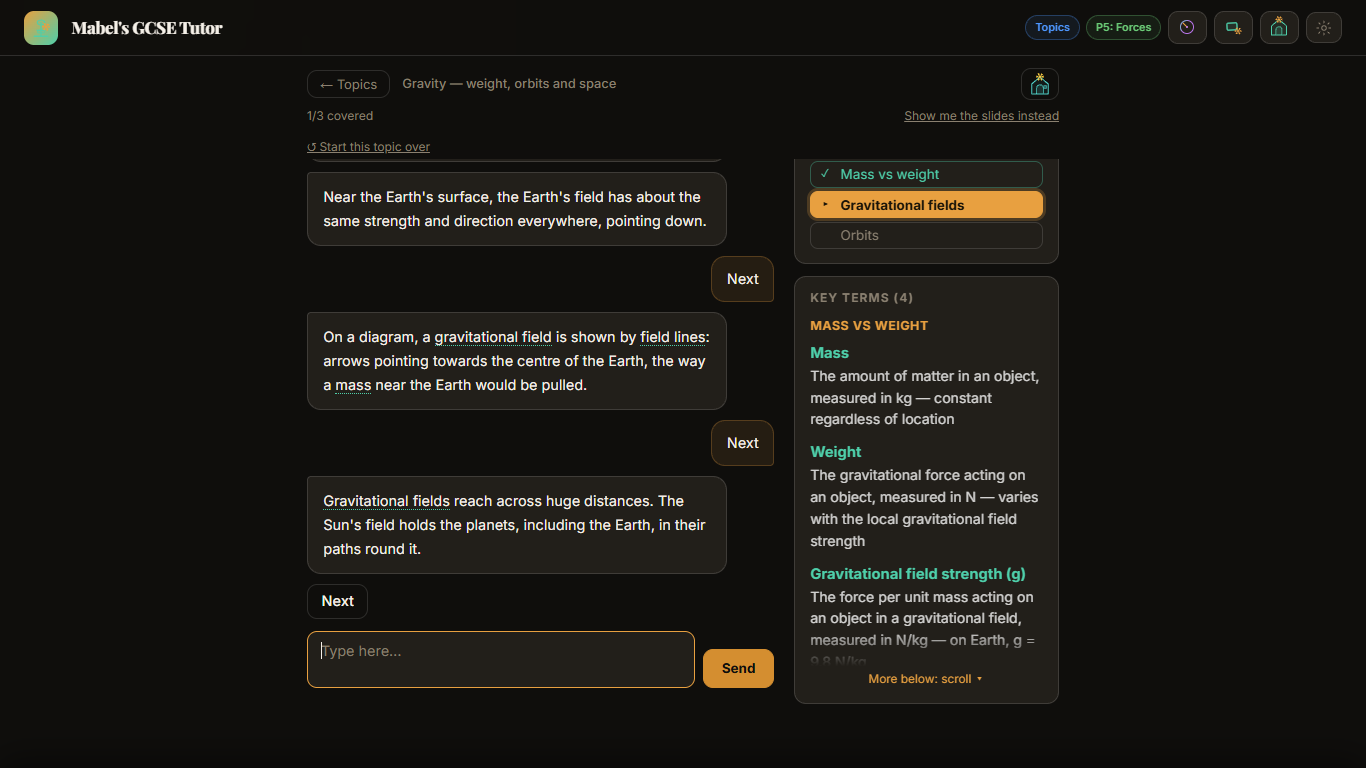 Mabel's GCSE Tutor
Topics
P5: Forces
← Topics
Gravity — weight, orbits and space
1/3 covered
Show me the slides instead
↺ Start this topic over
Near the Earth's surface, the Earth's field has about the
same strength and direction everywhere, pointing down.
Next
On a diagram, a gravitational field is shown by field lines:
arrows pointing towards the centre of the Earth, the way
a mass near the Earth would be pulled.
Next
Gravitational fields reach across huge distances. The
Sun's field holds the planets, including the Earth, in their
paths round it.
Next
Type here...
Send
✓ Mass vs weight
▸ Gravitational fields
Orbits
KEY TERMS (4)
MASS VS WEIGHT
Mass
The amount of matter in an object,
measured in kg — constant
regardless of location
Weight
The gravitational force acting on
an object, measured in N — varies
with the local gravitational field
strength
Gravitational field strength (g)
The force per unit mass acting on
an object in a gravitational field,
measured in N/kg — on Earth, g =
9.8 N/kg
More below: scroll ▾